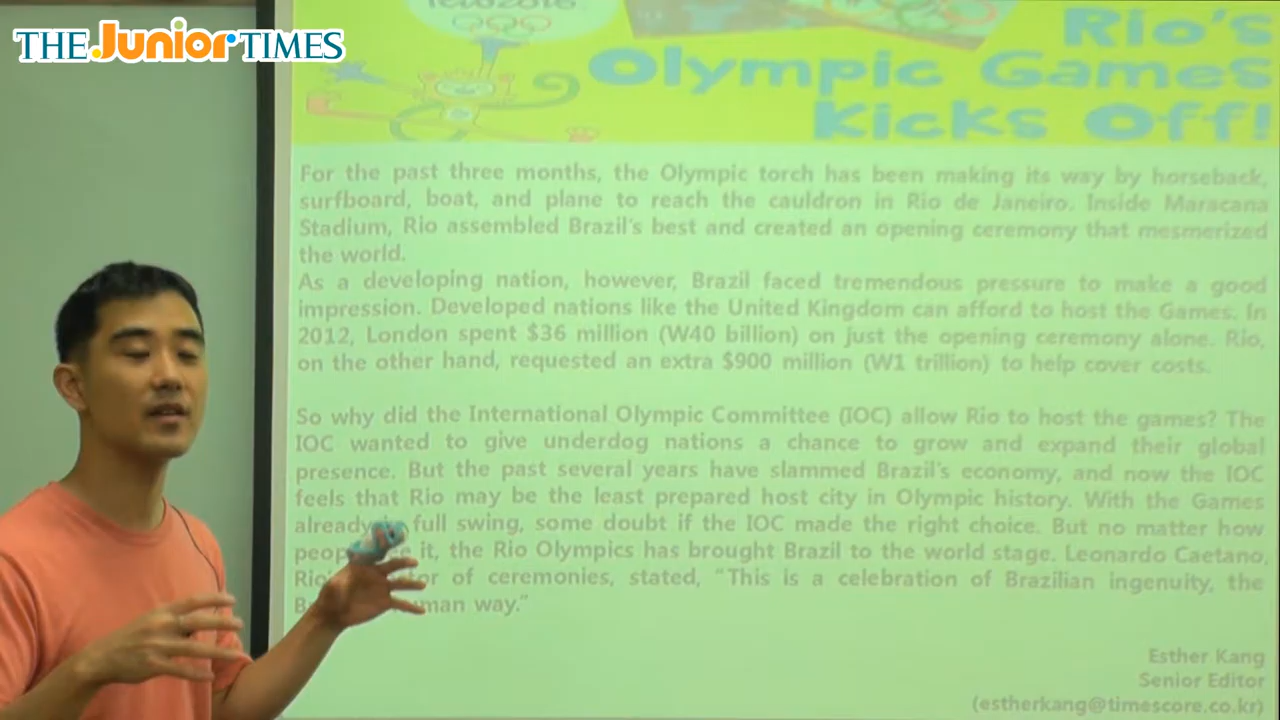 THE Junior TIMES
Rio's
Olympic Games
Kicks Off!
For the past three months, the Olympic torch has been making its way by horseback,
surfboard, boat, and plane to reach the cauldron in Rio de Janeiro. Inside Maracana
Stadium, Rio assembled Brazil's best and created an opening ceremony that mesmerized
the world.
As a developing nation, however, Brazil faced tremendous pressure to make a good
impression. Developed nations like the United Kingdom can afford to host the Games. In
2012, London spent $36 million (W40 billion) on just the opening ceremony alone. Rio,
on the other hand, requested an extra $900 million (W1 trillion) to help cover costs.
So why did the International Olympic Committee (IOC) allow Rio to host the games? The
IOC wanted to give underdog nations a chance to grow and expand their global
presence. But the past several years have slammed Brazil's economy, and now the IOC
feels that Rio may be the least prepared host city in Olympic history. With the Games
already full swing, some doubt if the IOC made the right choice. But no matter how
it, the Rio Olympics has brought Brazil to the world stage. Leonardo Caetano,
of ceremonies, stated, "This is a celebration of Brazilian ingenuity, the
way."
Esther Kang
Senior Editor
(estherkang@timescore.co.kr)